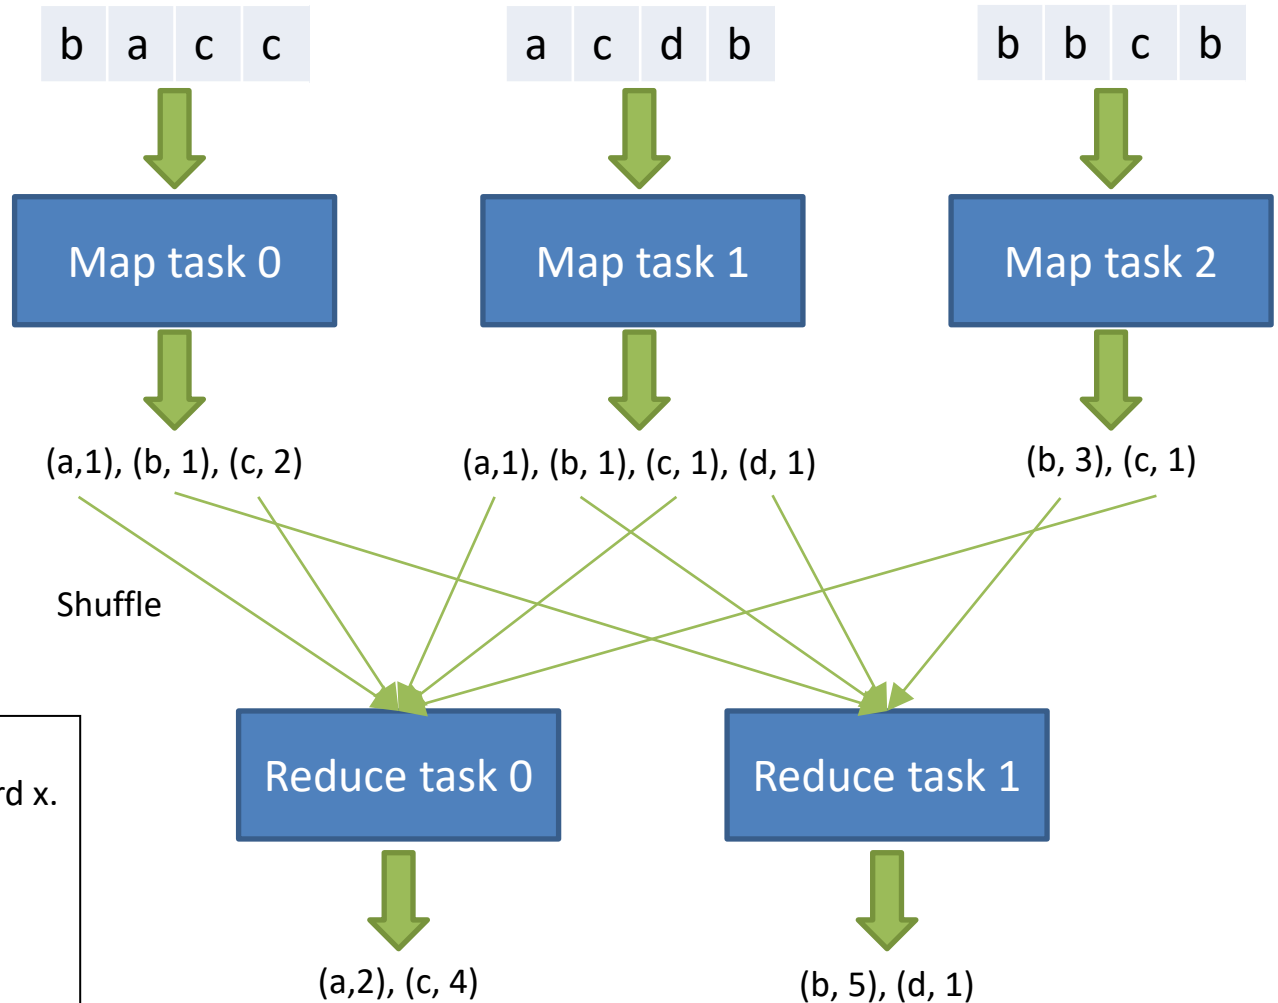 b a c c
a c d b
b b c b
Map task 0
Map task 1
Map task 2
(a,1), (b, 1), (c, 2)
(a,1), (b, 1), (c, 1), (d, 1)
(b, 3), (c, 1)
Shuffle
Reduce task 0
Reduce task 1
x.
(a,2), (c, 4)
(b, 5), (d, 1)